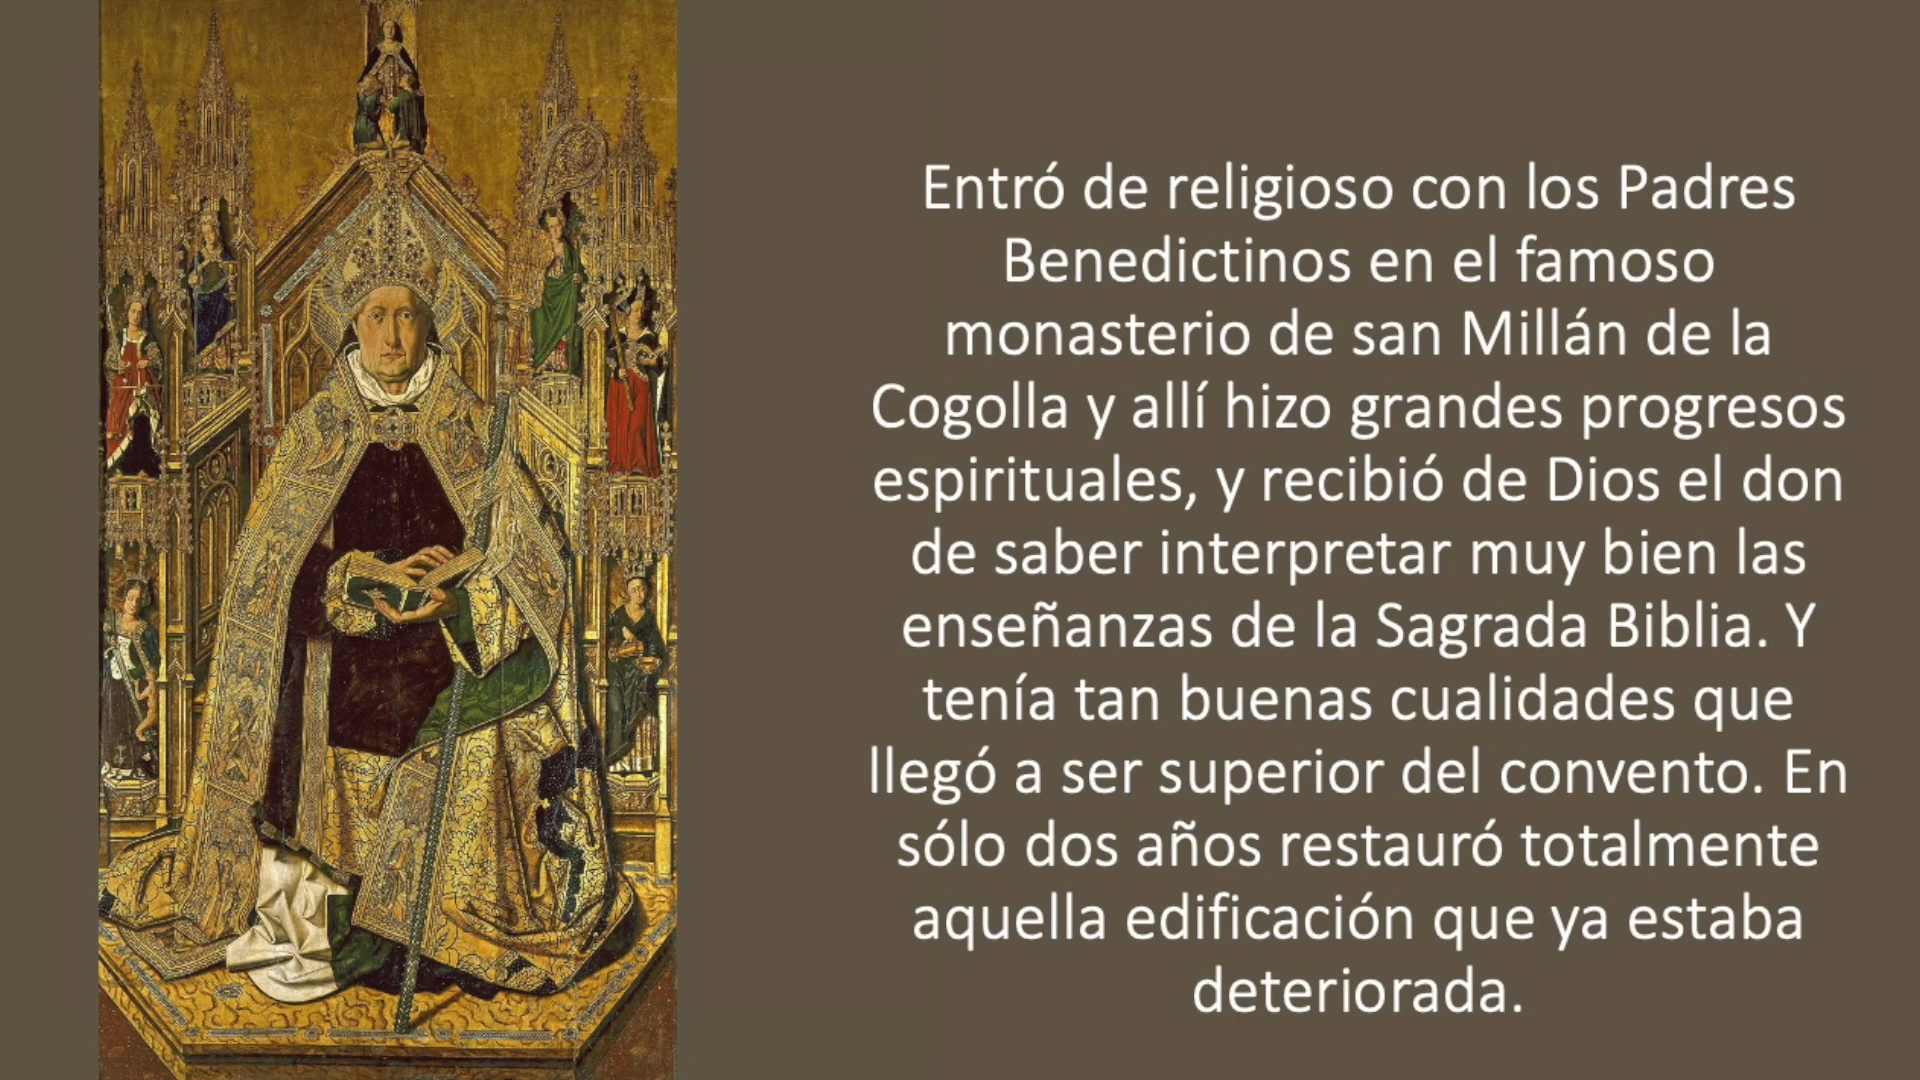 Entró de religioso con los Padres
Benedictinos en el famoso
monasterio de san Millán de la
Cogolla y allí hizo grandes progresos
espirituales, y recibió de Dios el don
de saber interpretar muy bien las
enseñanzas de la Sagrada Biblia. Y
tenía tan buenas cualidades que
llegó a ser superior del convento. En
sólo dos años restauró totalmente
aquella edificación que ya estaba
deteriorada.